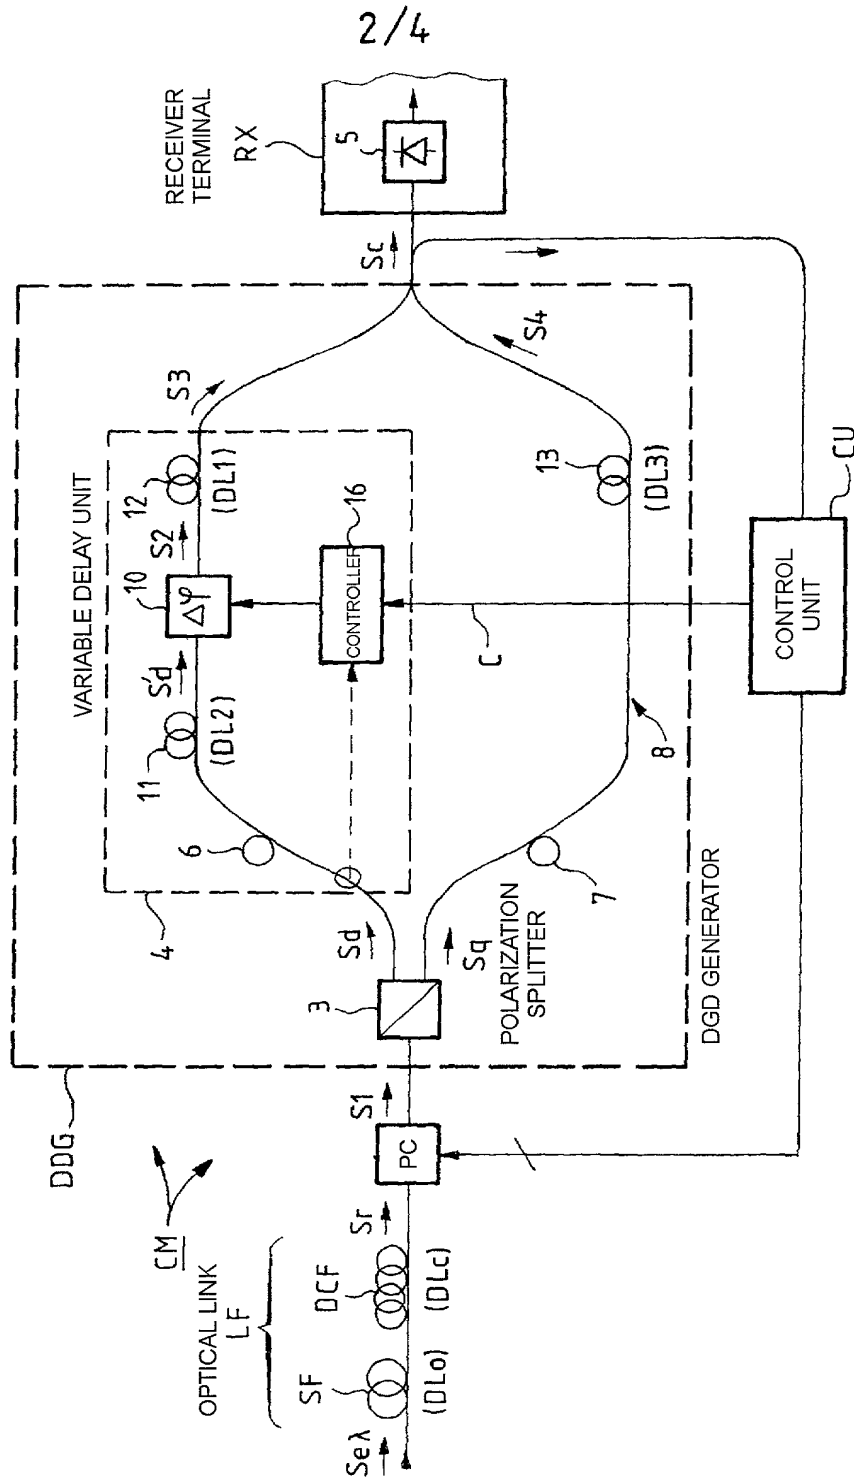 2/4
RECEIVER
TERMINAL
RX
5
Sc
S3
S4
VARIABLE DELAY UNIT
12
(DL1)
S2
10
Δφ
S'd
11
(DL2)
6
16
CONTROLLER
13
(DL3)
C
8
7
4
Sd
Sq
3
POLARIZATION
SPLITTER
DGD GENERATOR
CU
CONTROL
UNIT
DDG
S1
PC
CM
Sr
OPTICAL LINK
LF
DCF
(DLc)
SF
(DLo)
Seλ